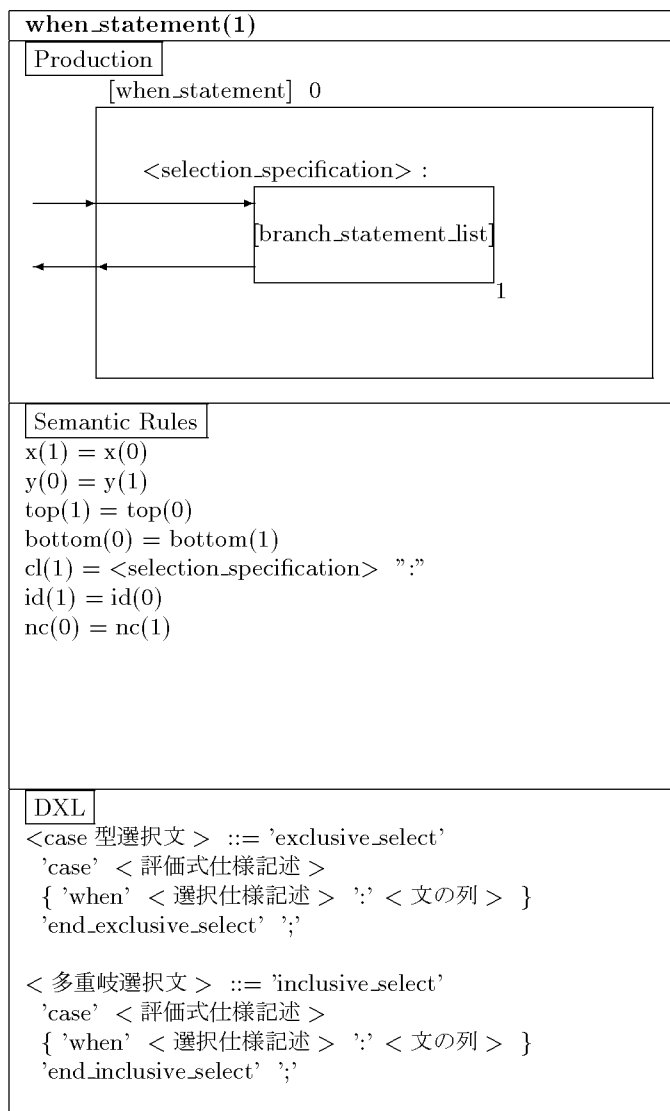 when_statement(1)
Production
[when_statement] 0
<selection_specification> :
[branch_statement_list]
1
Semantic Rules
x(1) = x(0)
y(0) = y(1)
top(1) = top(0)
bottom(0) = bottom(1)
cl(1) = <selection_specification> ”:”
id(1) = id(0)
nc(0) = nc(1)
DXL
<case 型選択文 > ::= ’exclusive_select’
’case’ < 評価式仕様記述 >
{ ’when’ < 選択仕様記述 > ’:’ < 文の列 > }
’end_exclusive_select’ ’;’
< 多重岐選択文 > ::= ’inclusive_select’
’case’ < 評価式仕様記述 >
{ ’when’ < 選択仕様記述 > ’:’ < 文の列 > }
’end_inclusive_select’ ’;’